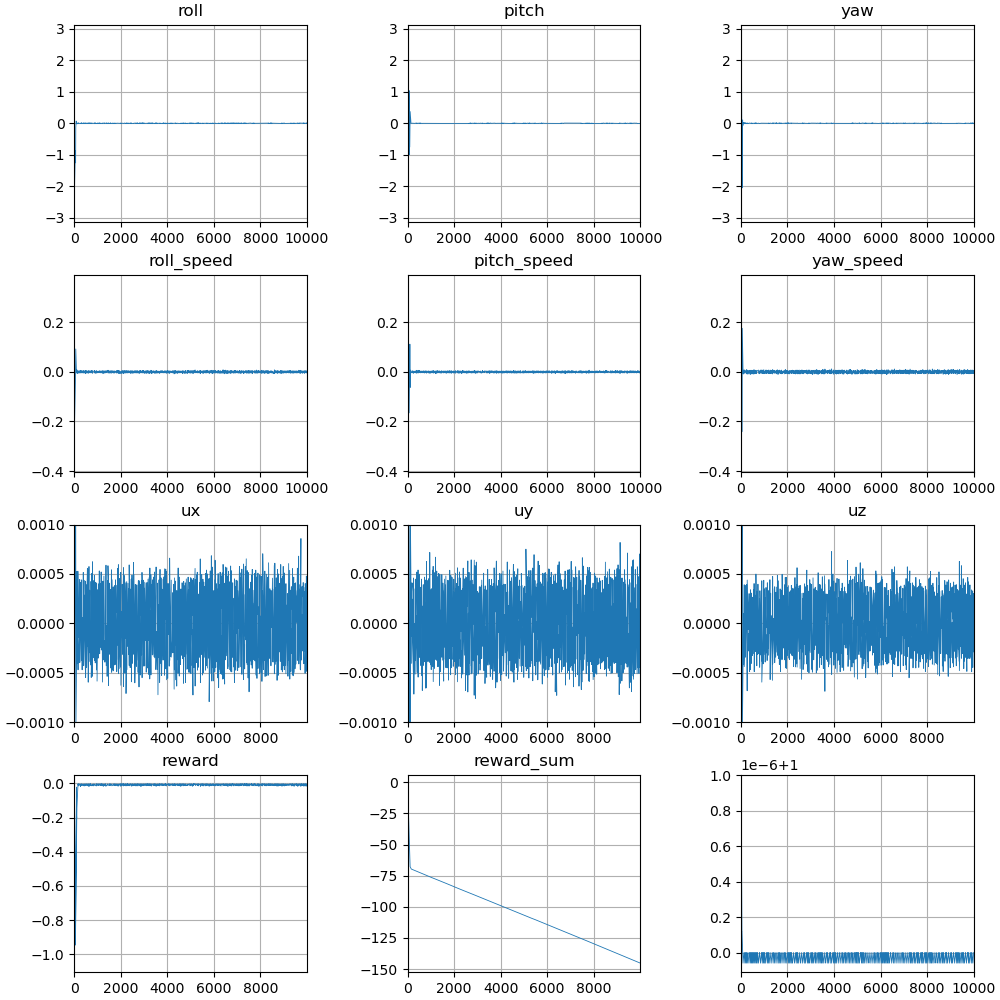 roll pitch yaw
3 3 3
2 2 2
1 1 1
0 0 0
−1 −1 −1
−2 −2 −2
−3 −3 −3
0 2000 4000 6000 8000 10000 0 2000 4000 6000 8000 10000 0 2000 4000 6000 8000 10000
roll_speed pitch_speed yaw_speed
0.2 0.2 0.2
0.0 0.0 0.0
−0.2 −0.2 −0.2
−0.4 −0.4 −0.4
0 2000 4000 6000 8000 10000 0 2000 4000 6000 8000 10000 0 2000 4000 6000 8000 10000
ux uy uz
0.0010 0.0010 0.0010
0.0005 0.0005 0.0005
0.0000 0.0000 0.0000
−0.0005 −0.0005 −0.0005
−0.0010 −0.0010 −0.0010
0 2000 4000 6000 8000 0 2000 4000 6000 8000 0 2000 4000 6000 8000
reward reward_sum 1e−6+1
0.0 0 1.0
−0.2 −25 0.8
−0.4 −50 0.6
−0.6 −75 0.4
−0.8 −100 0.2
−1.0 −125 0.0
−150
0 2000 4000 6000 8000 0 2000 4000 6000 8000 0 2000 4000 6000 8000 10000